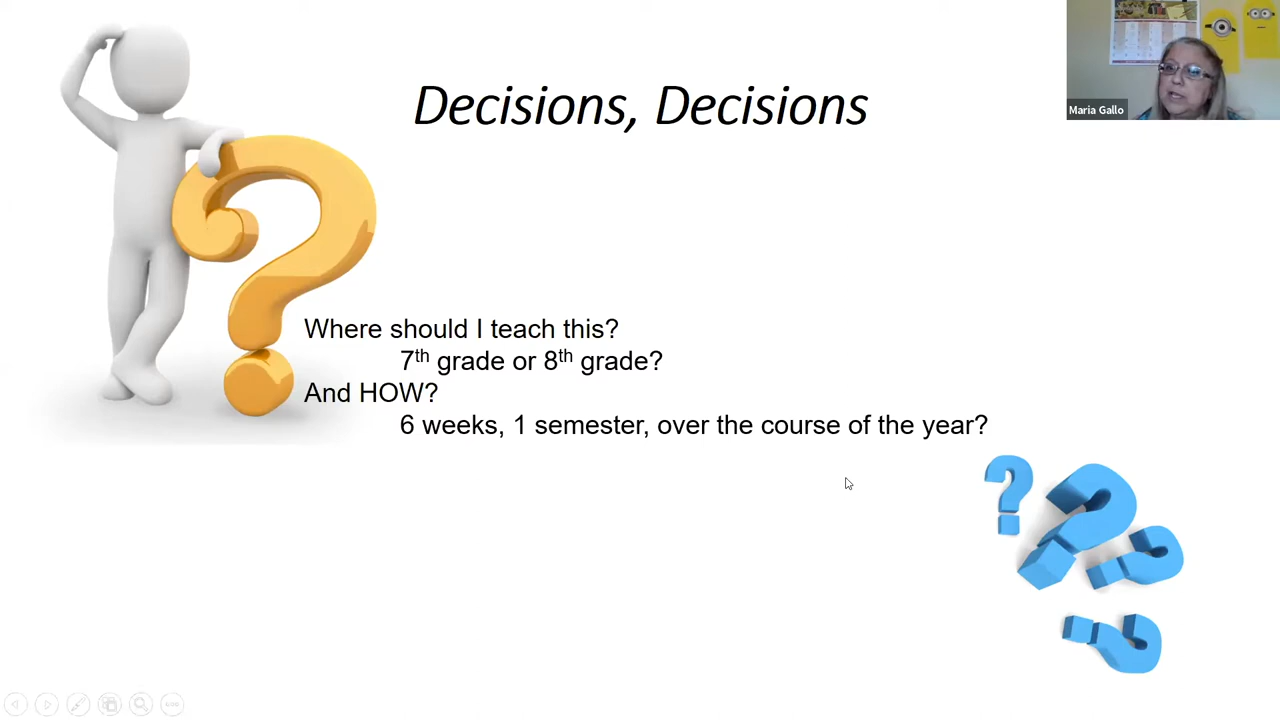 Decisions, Decisions
Maria Gallo
Where should I teach this?
7th grade or 8th grade?
And HOW?
6 weeks, 1 semester, over the course of the year?